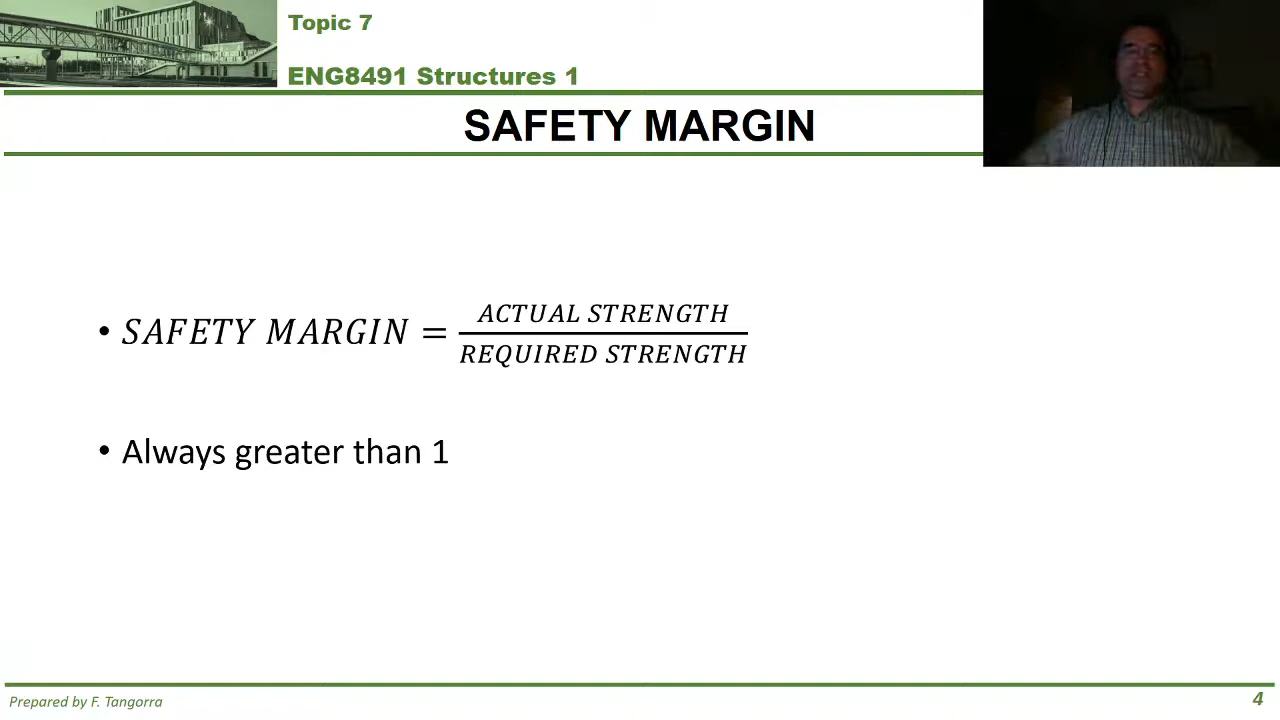 Topic 7
ENG8491 Structures 1
SAFETY MARGIN
• SAFETY MARGIN = ACTUAL STRENGTH / REQUIRED STRENGTH
• Always greater than 1
Prepared by F. Tangorra
4